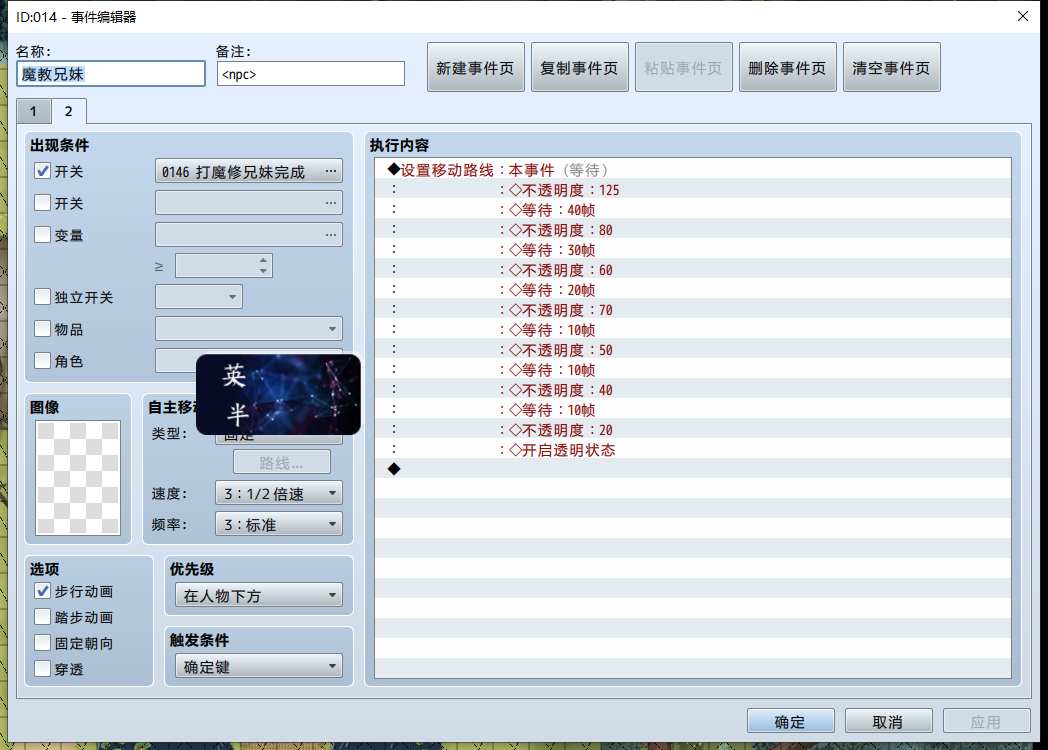 ID:014 - 事件编辑器
名称:
备注:
魔教兄妹
<npc>
新建事件页
复制事件页
粘贴事件页
删除事件页
清空事件页
1
2
出现条件
开关
0146 打魔修兄妹完成 ...
开关
...
变量
...
≥
独立开关
物品
角色
图像
自主移
类型:
固定
路线...
速度:
3:1/2倍速
频率:
3:标准
英
半
选项
步行动画
踏步动画
固定朝向
穿透
优先级
在人物下方
触发条件
确定键
执行内容
◆设置移动路线：本事件 (等待)
: :◇不透明度：125
: :◇等待：40帧
: :◇不透明度：80
: :◇等待：30帧
: :◇不透明度：60
: :◇等待：20帧
: :◇不透明度：70
: :◇等待：10帧
: :◇不透明度：50
: :◇等待：10帧
: :◇不透明度：40
: :◇等待：10帧
: :◇不透明度：20
: :◇开启透明状态
◆
确定
取消
应用